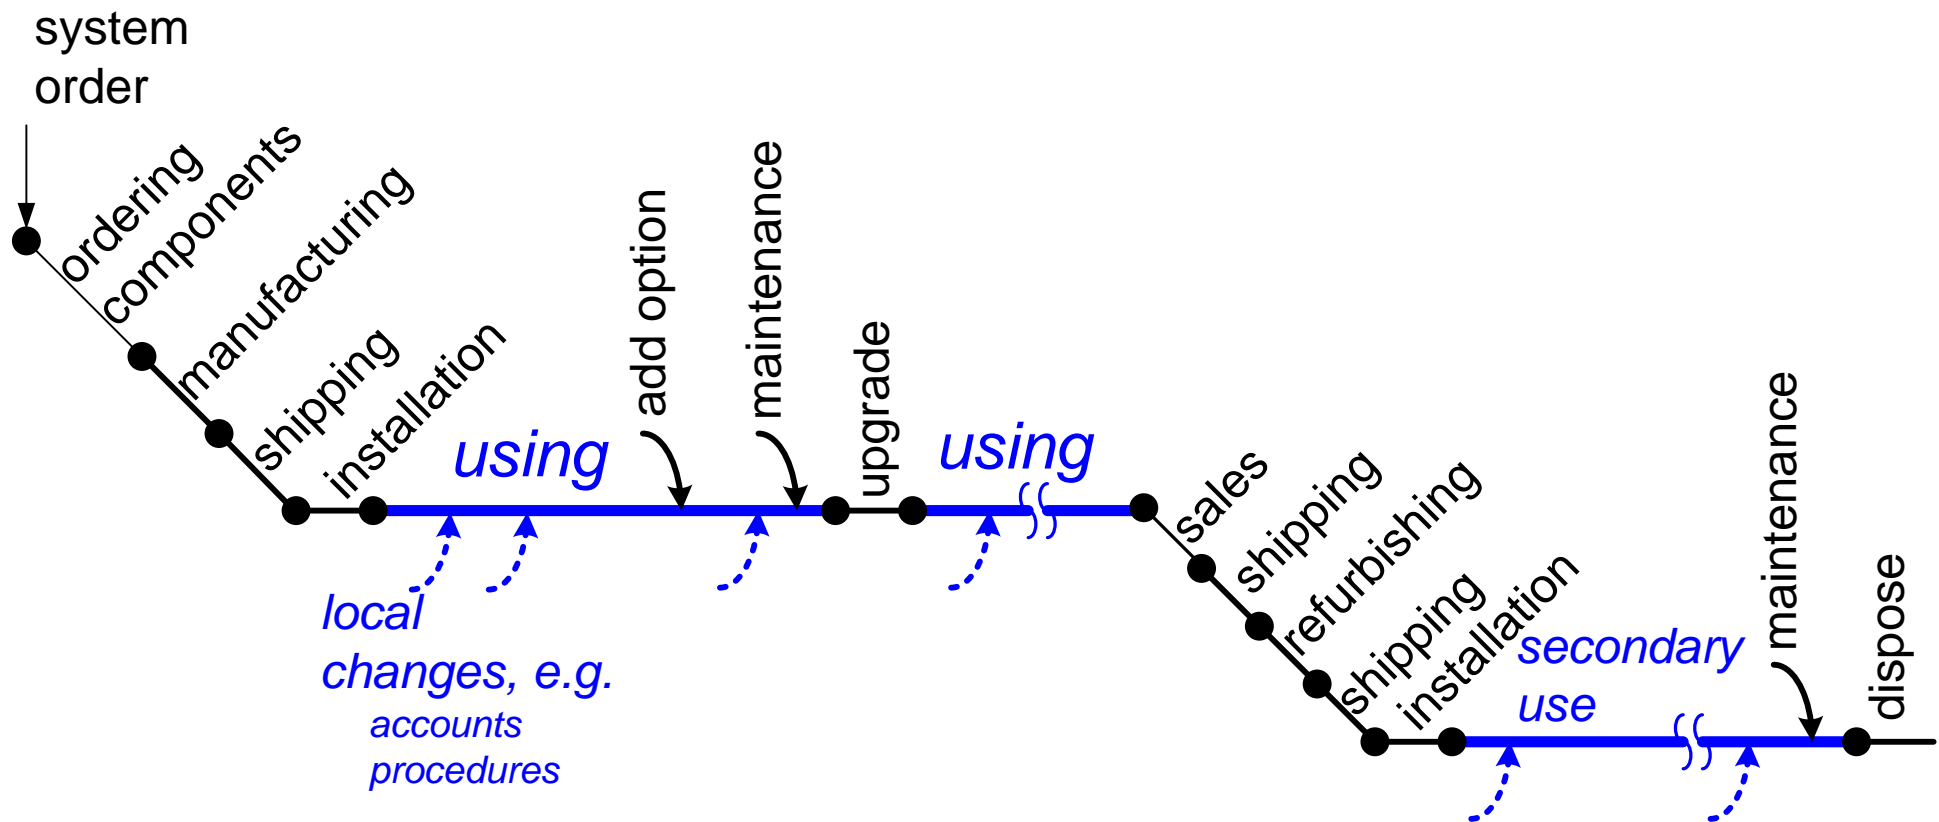 system
order
ordering
components
manufacturing
shipping
installation
using
add option
maintenance
upgrade
using
local
changes, e.g.
accounts
procedures
sales
shipping
refurbishing
shipping
installation
secondary
use
maintenance
dispose